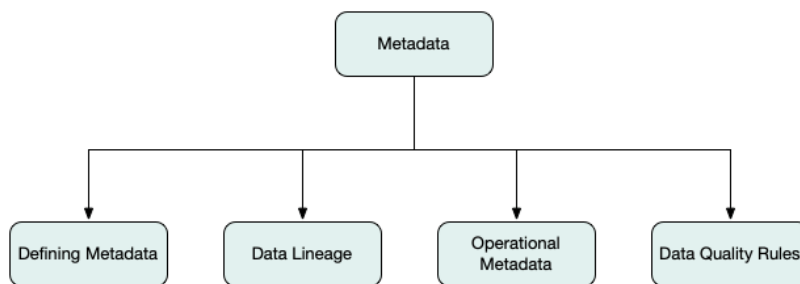 Metadata
Defining Metadata
Data Lineage
Operational
Metadata
Data Quality Rules